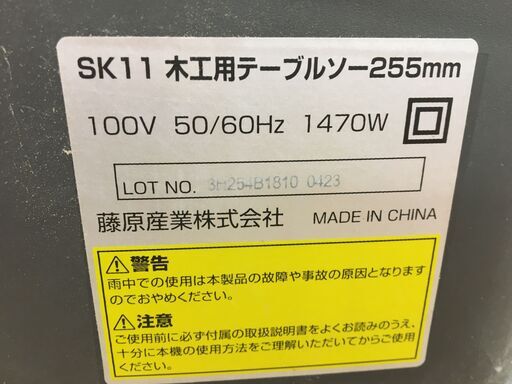 SK11 木工用テーブルソー255mm
100V 50/60Hz 1470W
LOT NO. 3H254B1810 0423
藤原産業株式会社 MADE IN CHINA
警告
雨中での使用は本製品の故障や事故の原因となります
のでおやめください。
注意
ご使用前に必ず付属の取扱説明書をよくお読みのうえ、
十分に本機の使用方法をご理解いただいてからご使用
ください。